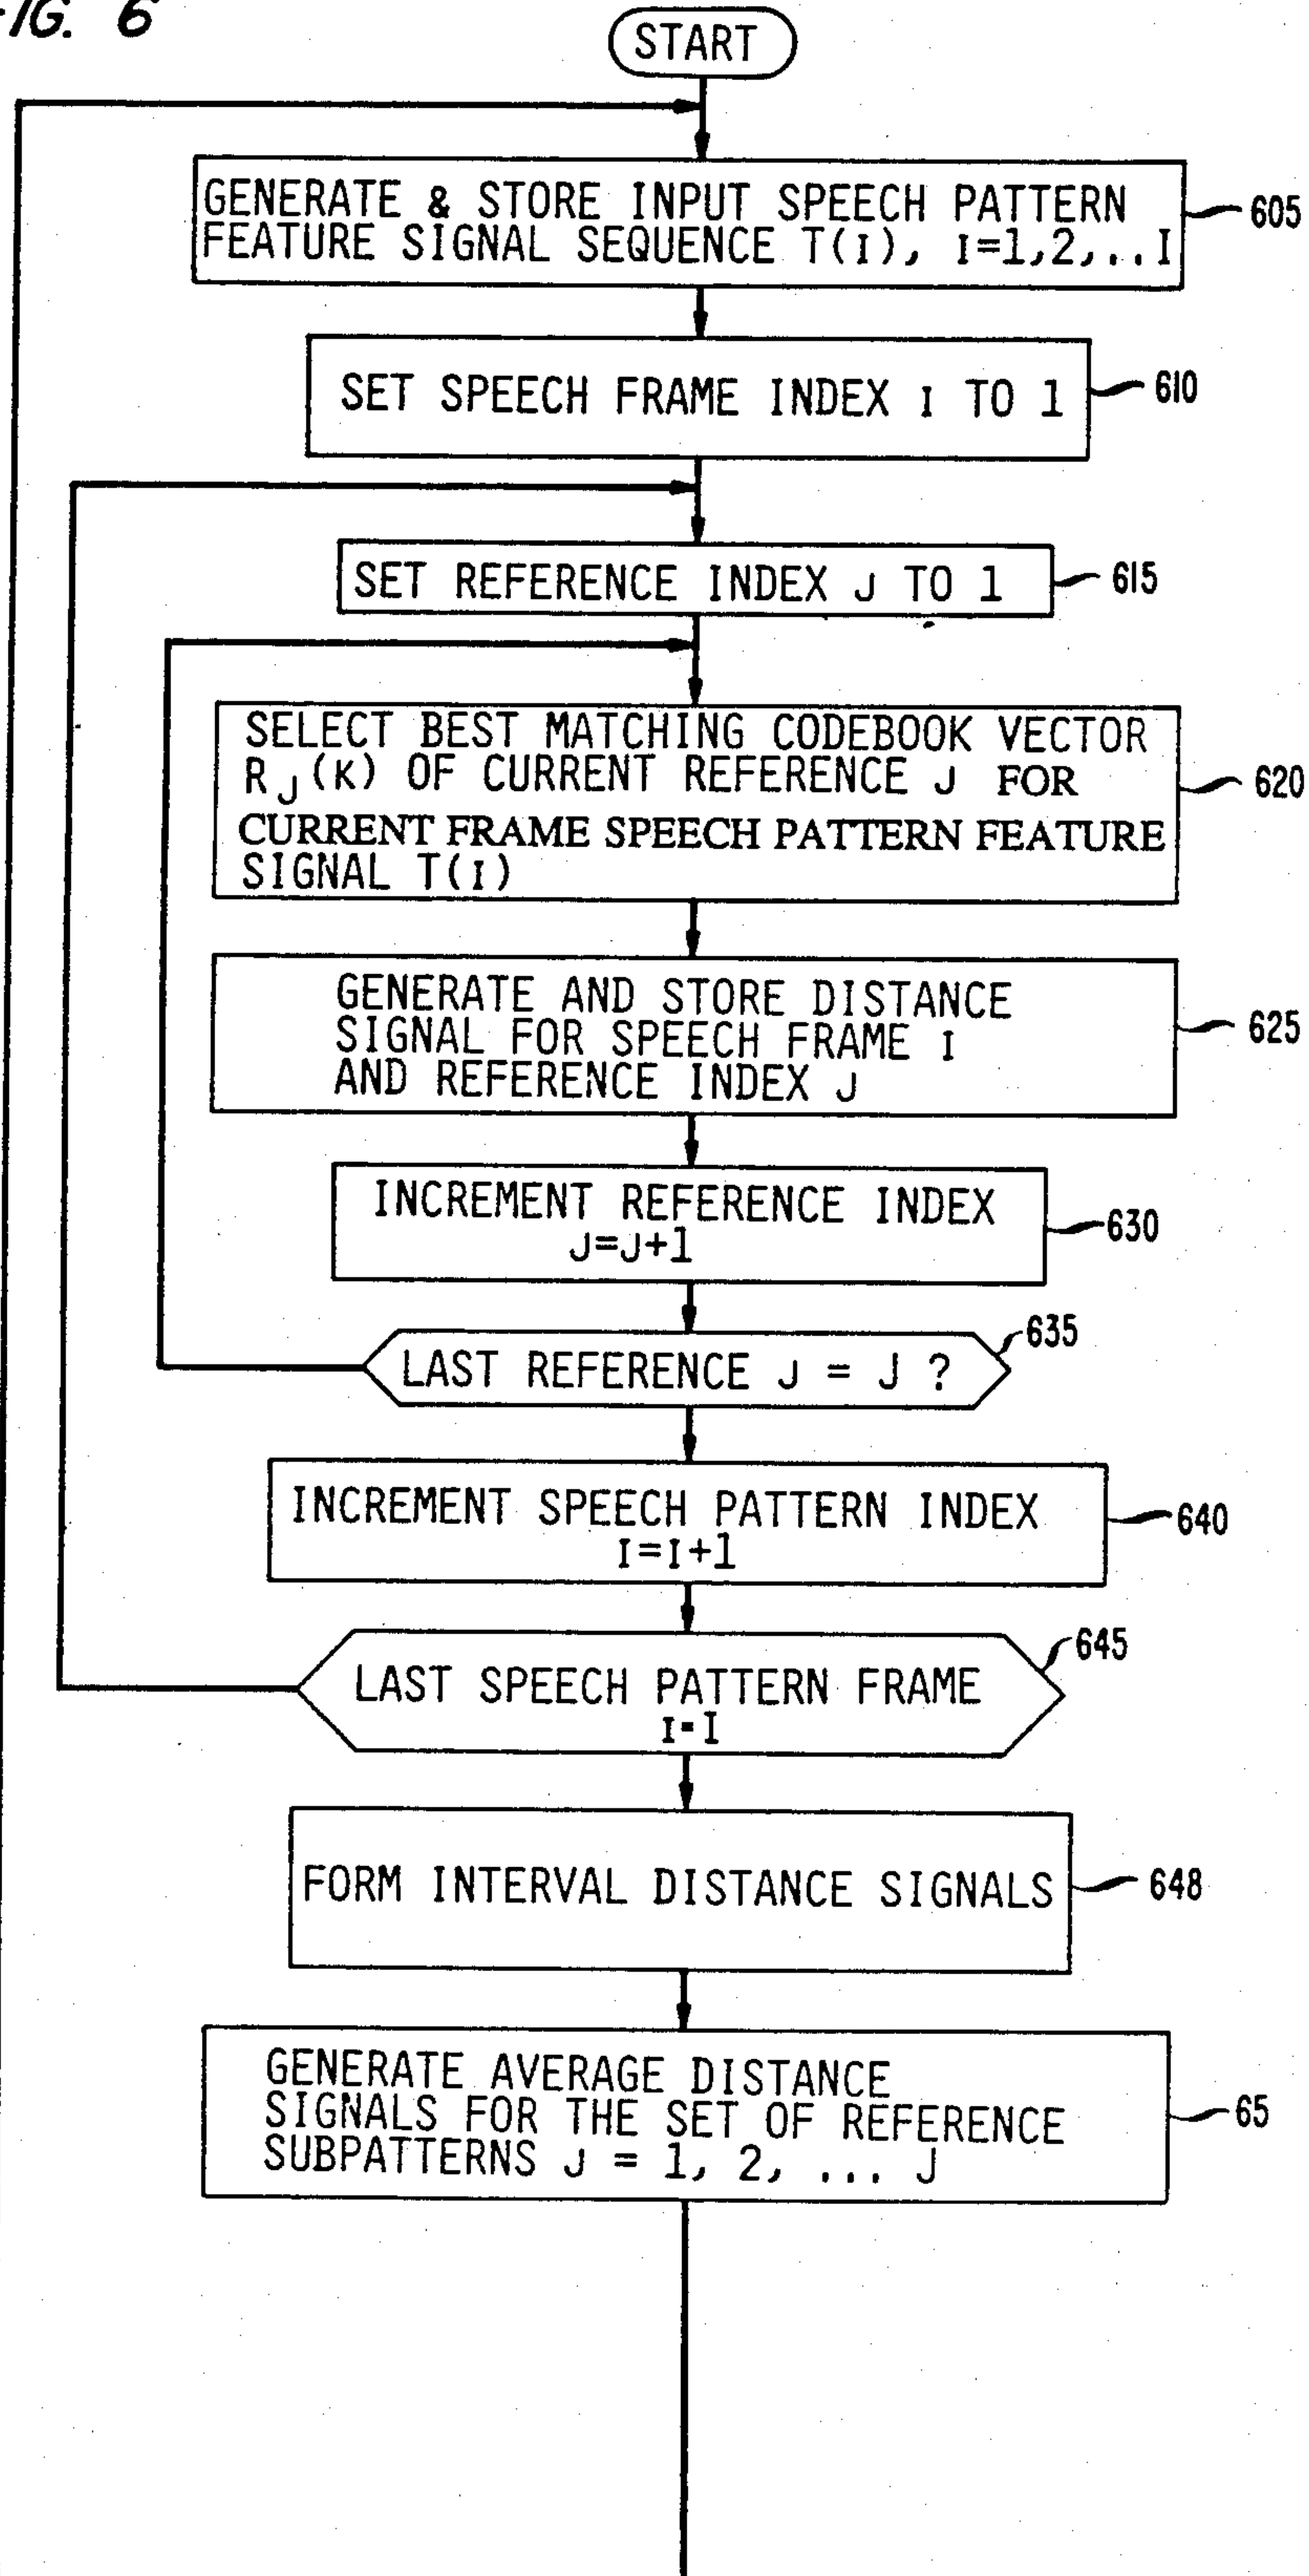 FIG. 6
START
GENERATE & STORE INPUT SPEECH PATTERN
FEATURE SIGNAL SEQUENCE T(I), I=1,2,..I
605
SET SPEECH FRAME INDEX I TO 1
610
SET REFERENCE INDEX J TO 1
615
SELECT BEST MATCHING CODEBOOK VECTOR
RJ(K) OF CURRENT REFERENCE J FOR
CURRENT FRAME SPEECH PATTERN FEATURE
SIGNAL T(I)
620
GENERATE AND STORE DISTANCE
SIGNAL FOR SPEECH FRAME I
AND REFERENCE INDEX J
625
INCREMENT REFERENCE INDEX
J=J+1
630
LAST REFERENCE J = J ?
635
INCREMENT SPEECH PATTERN INDEX
I=I+1
640
LAST SPEECH PATTERN FRAME
I=I
645
FORM INTERVAL DISTANCE SIGNALS
648
GENERATE AVERAGE DISTANCE
SIGNALS FOR THE SET OF REFERENCE
SUBPATTERNS J = 1, 2, ... J
65